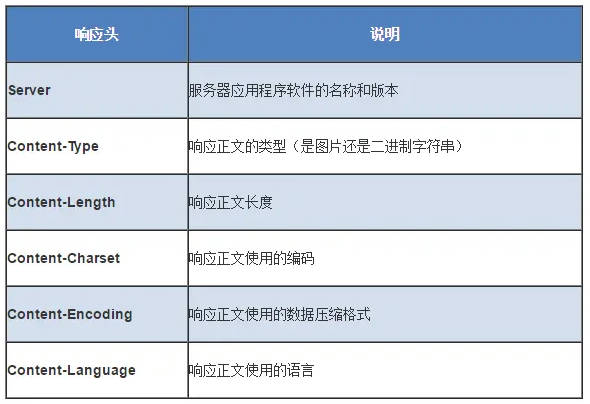 响应头 说明
Server 服务器应用程序软件的名称和版本
Content-Type 响应正文的类型（是图片还是二进制字符串）
Content-Length 响应正文长度
Content-Charset 响应正文使用的编码
Content-Encoding 响应正文使用的数据压缩格式
Content-Language 响应正文使用的语言